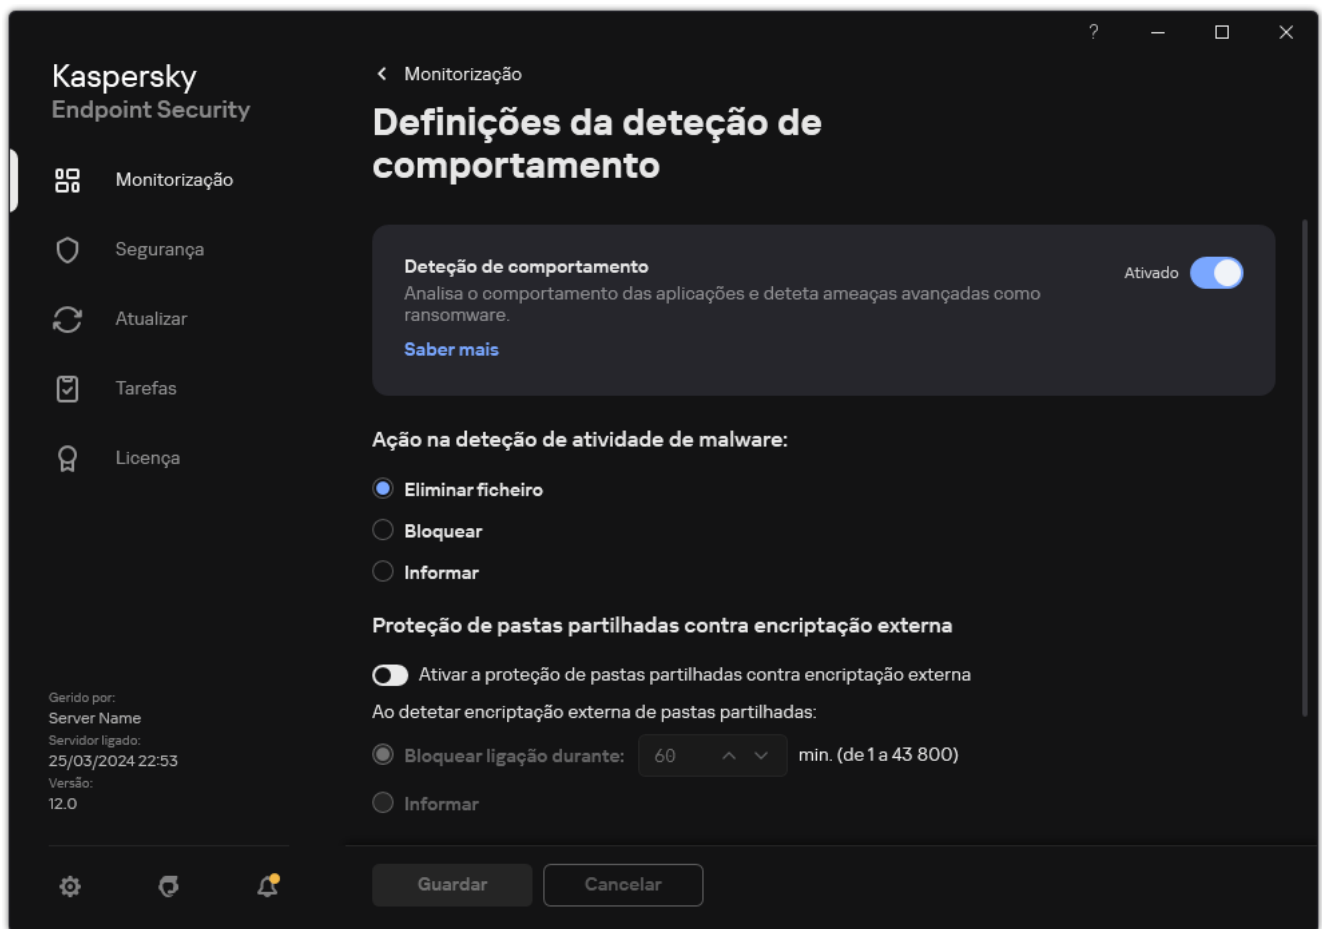 ?
Kaspersky
Endpoint Security
Monitorização
Segurança
Atualizar
Tarefas
Licença
Gerido por:
Server Name
Servidor ligado:
25/03/2024 22:53
Versão:
12.0
Monitorização
Definições da deteção de
comportamento
Deteção de comportamento
Analisa o comportamento das aplicações e deteta ameaças avançadas como
ransomware.
Saber mais
Ativado
Ação na deteção de atividade de malware:
Eliminar ficheiro
Bloquear
Informar
Proteção de pastas partilhadas contra encriptação externa
Ativar a proteção de pastas partilhadas contra encriptação externa
Ao detetar encriptação externa de pastas partilhadas:
Bloquear ligação durante: 60 min. (de 1 a 43 800)
Informar
Guardar Cancelar